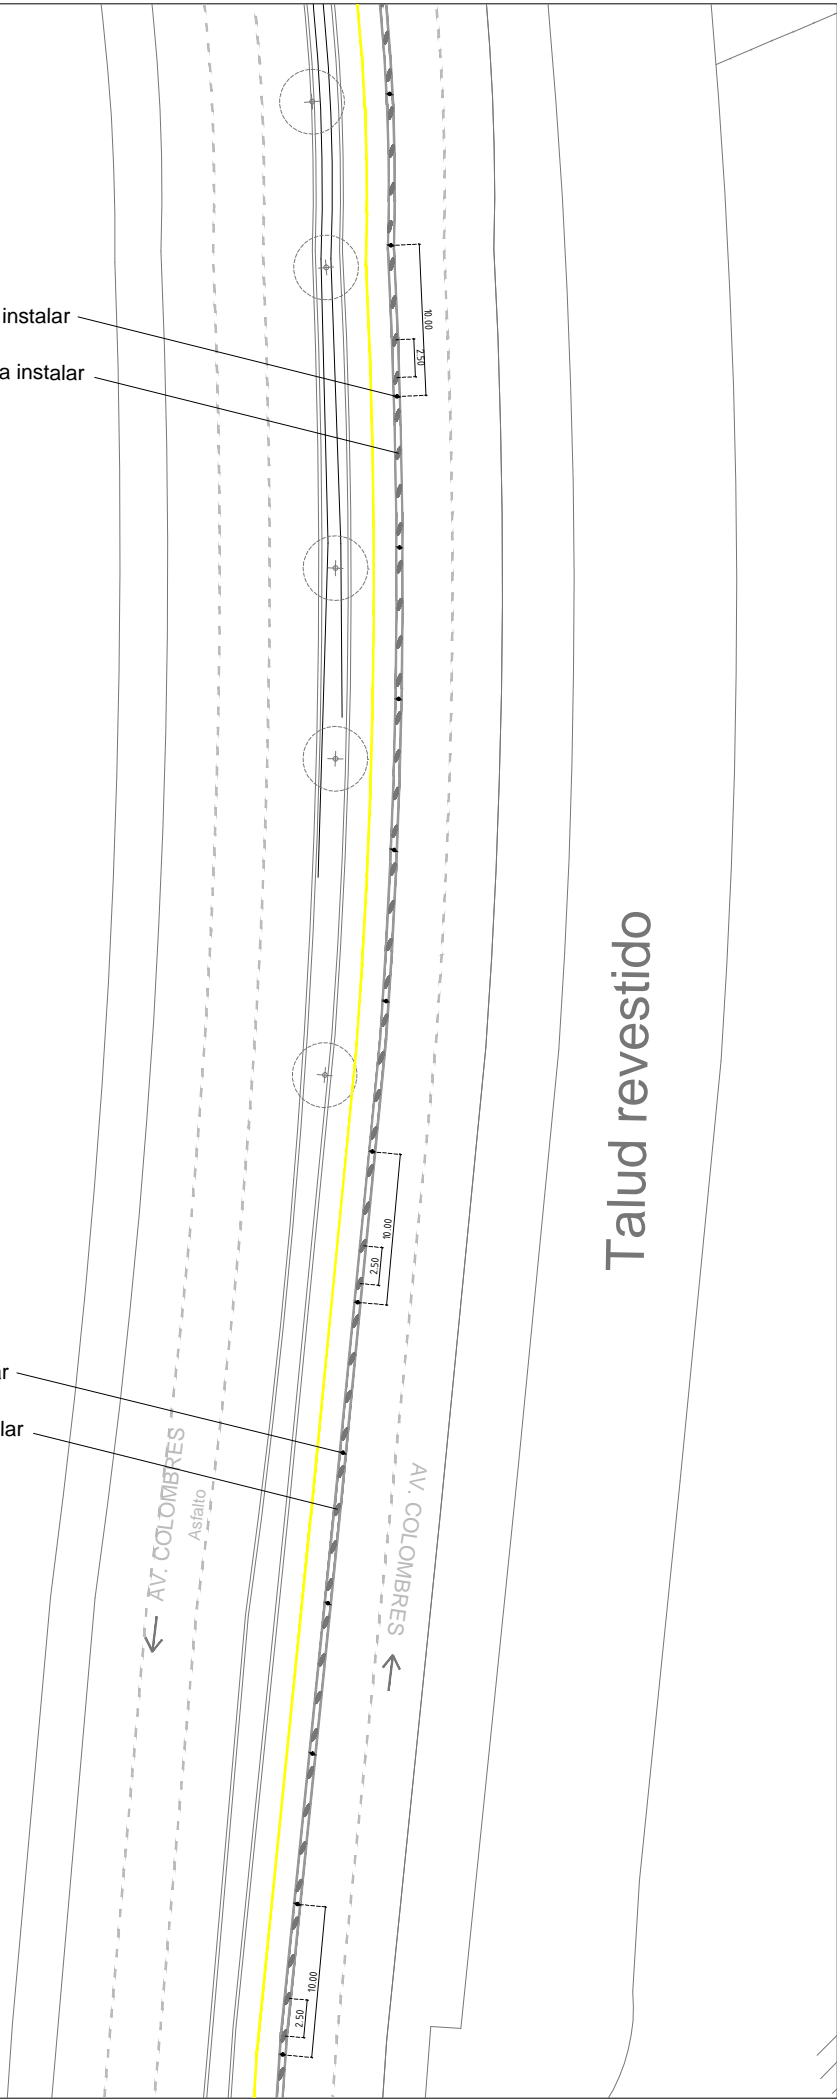 instalar
a instalar
10.00
2.50
Talud revestido
10.00
2.50
ar
lar
AV. COLOMBRES
Asfalto
AV. COLOMBRES
10.00
2.50